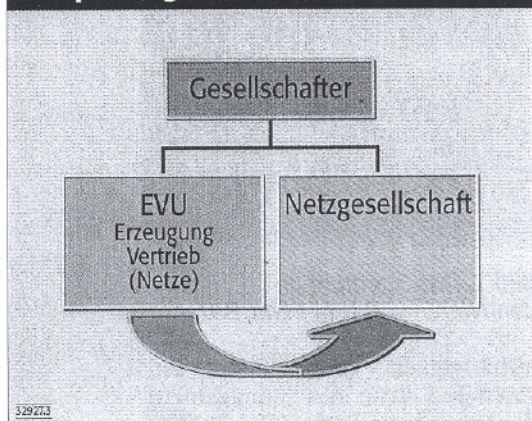 Gesellschafter
EVU
Erzeugung
Vertrieb
(Netze)
Netzgesellschaft
32927.3